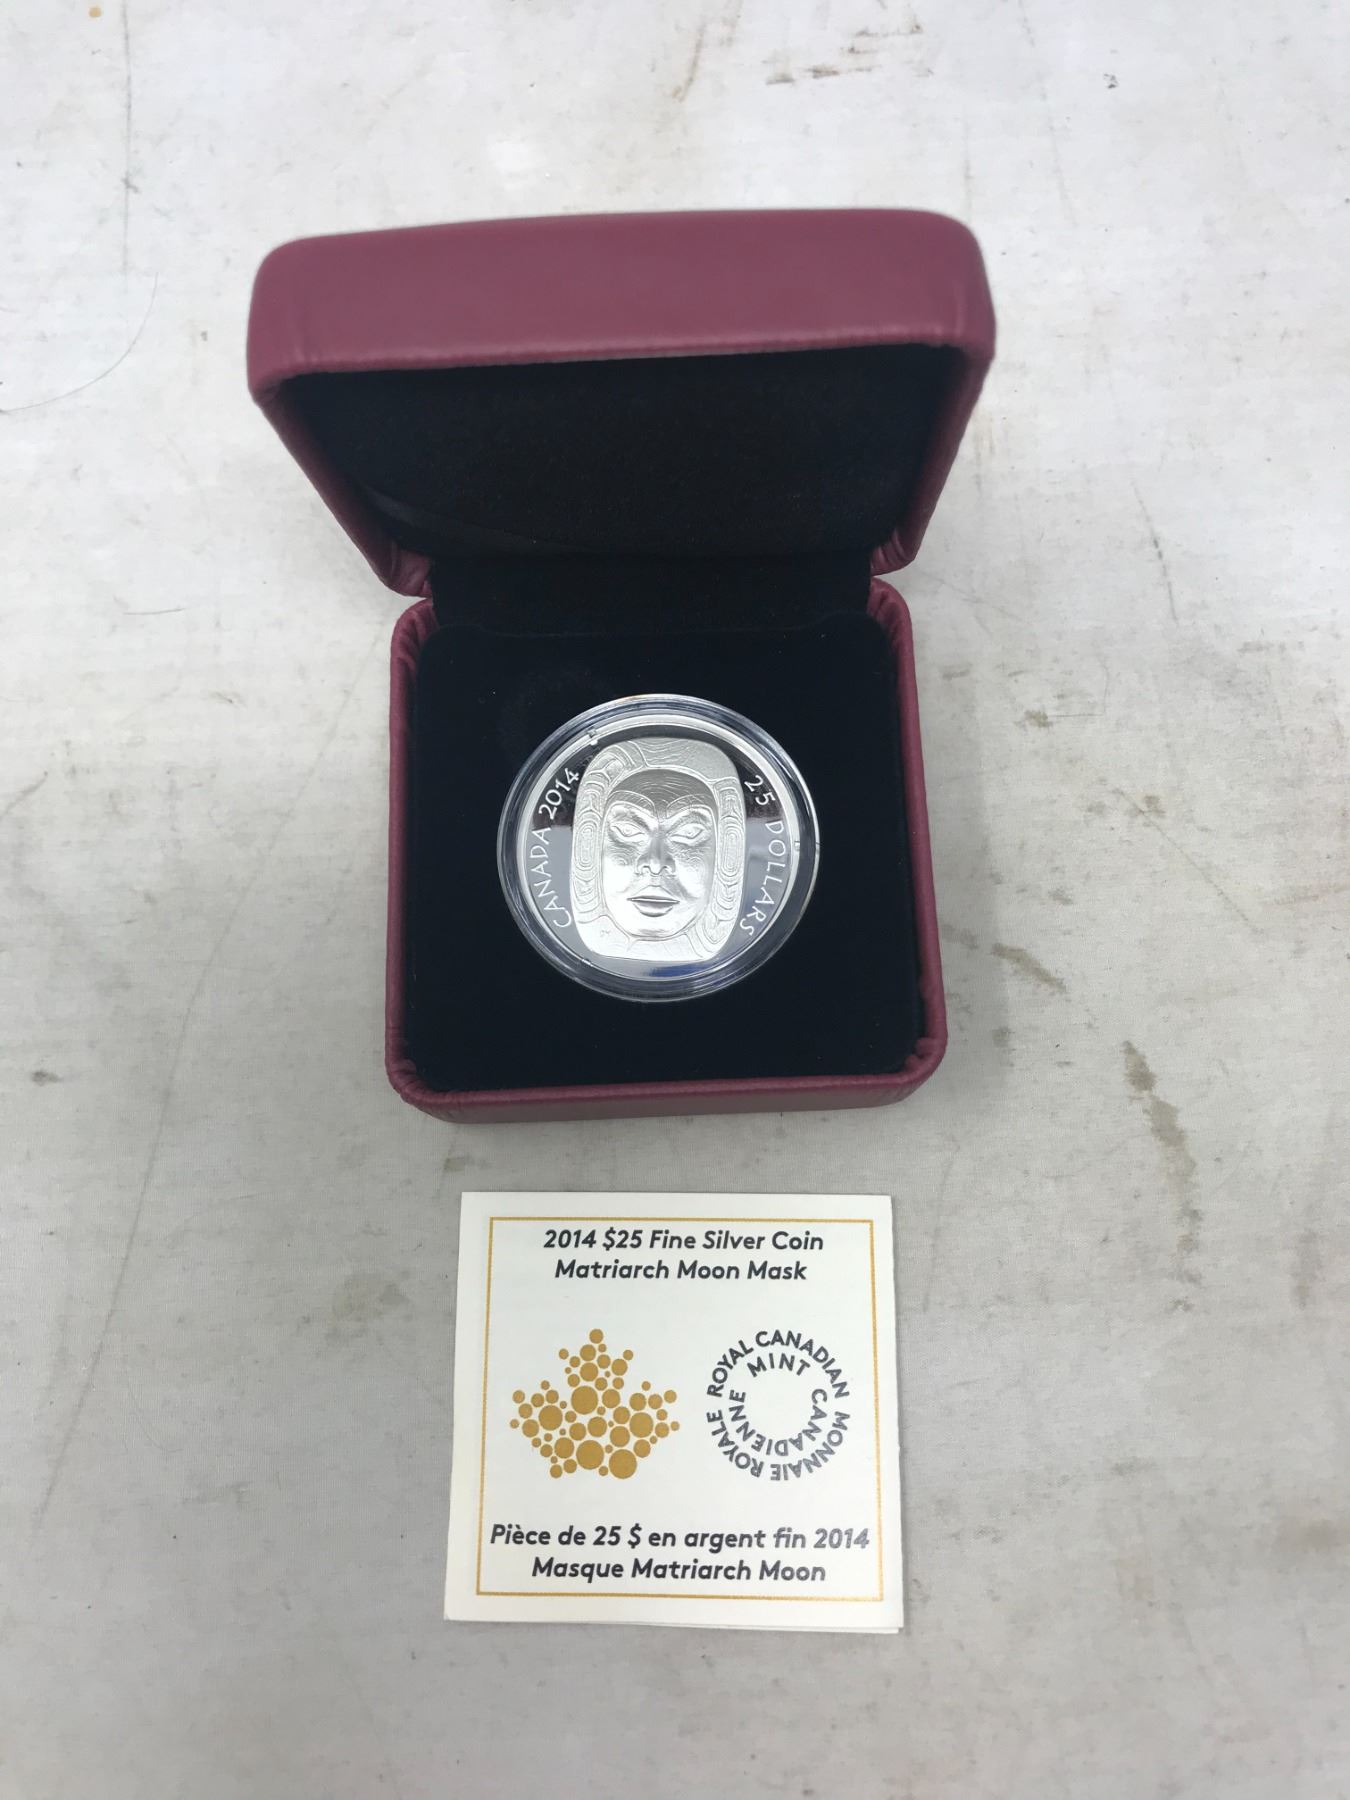 CANADA 2014
25 DOLLARS
2014 $25 Fine Silver Coin
Matriarch Moon Mask
ROYAL CANADIAN
MINT
MONNAIE ROYALE
CANADIENNE
Pièce de 25 $ en argent fin 2014
Masque Matriarch Moon